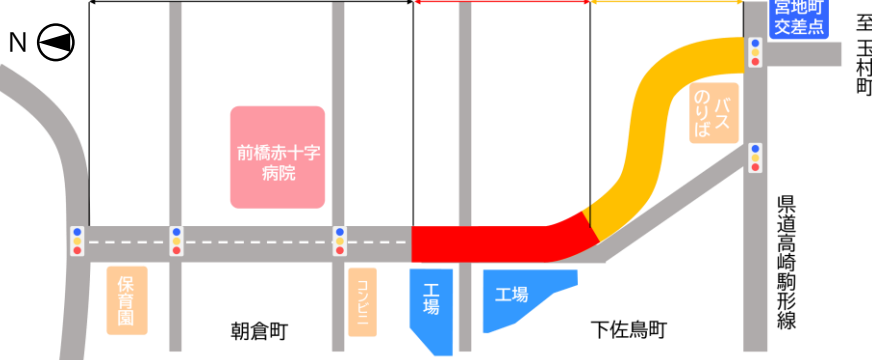 宮地町
交差点
N
至玉村町
バス
のりば
前橋赤十字
病院
県道高崎駒形線
保育園
コンビニ
工場
工場
朝倉町
下佐鳥町